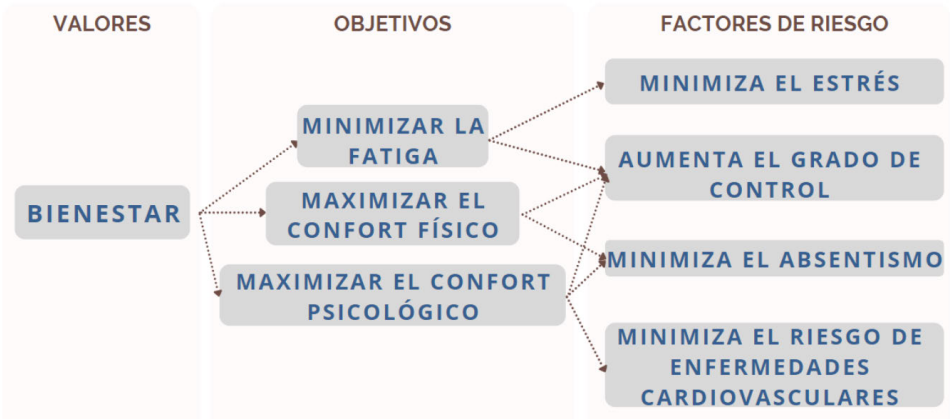 VALORES
OBJETIVOS
FACTORES DE RIESGO
BIENESTAR
MINIMIZAR LA
FATIGA
MAXIMIZAR EL
CONFORT FÍSICO
MAXIMIZAR EL CONFORT
PSICOLÓGICO
MINIMIZA EL ESTRÉS
AUMENTA EL GRADO DE
CONTROL
MINIMIZA EL ABSENTISMO
MINIMIZA EL RIESGO DE
ENFERMEDADES
CARDIOVASCULARES